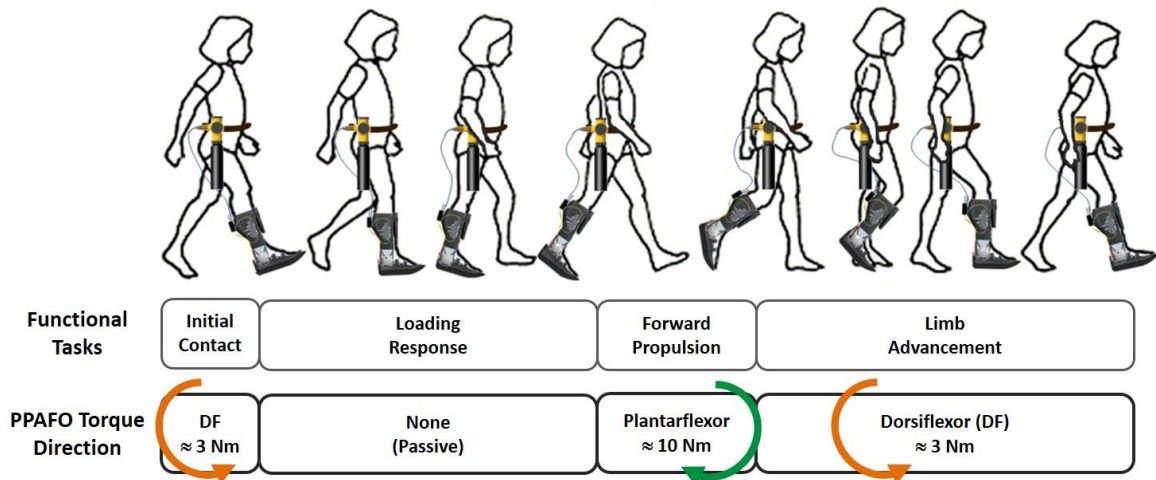 Functional
Tasks
Initial
Contact
Loading
Response
Forward
Propulsion
Limb
Advancement
PPAFO Torque
Direction
DF
≈ 3 Nm
None
(Passive)
Plantarflexor
≈ 10 Nm
Dorsiflexor (DF)
≈ 3 Nm